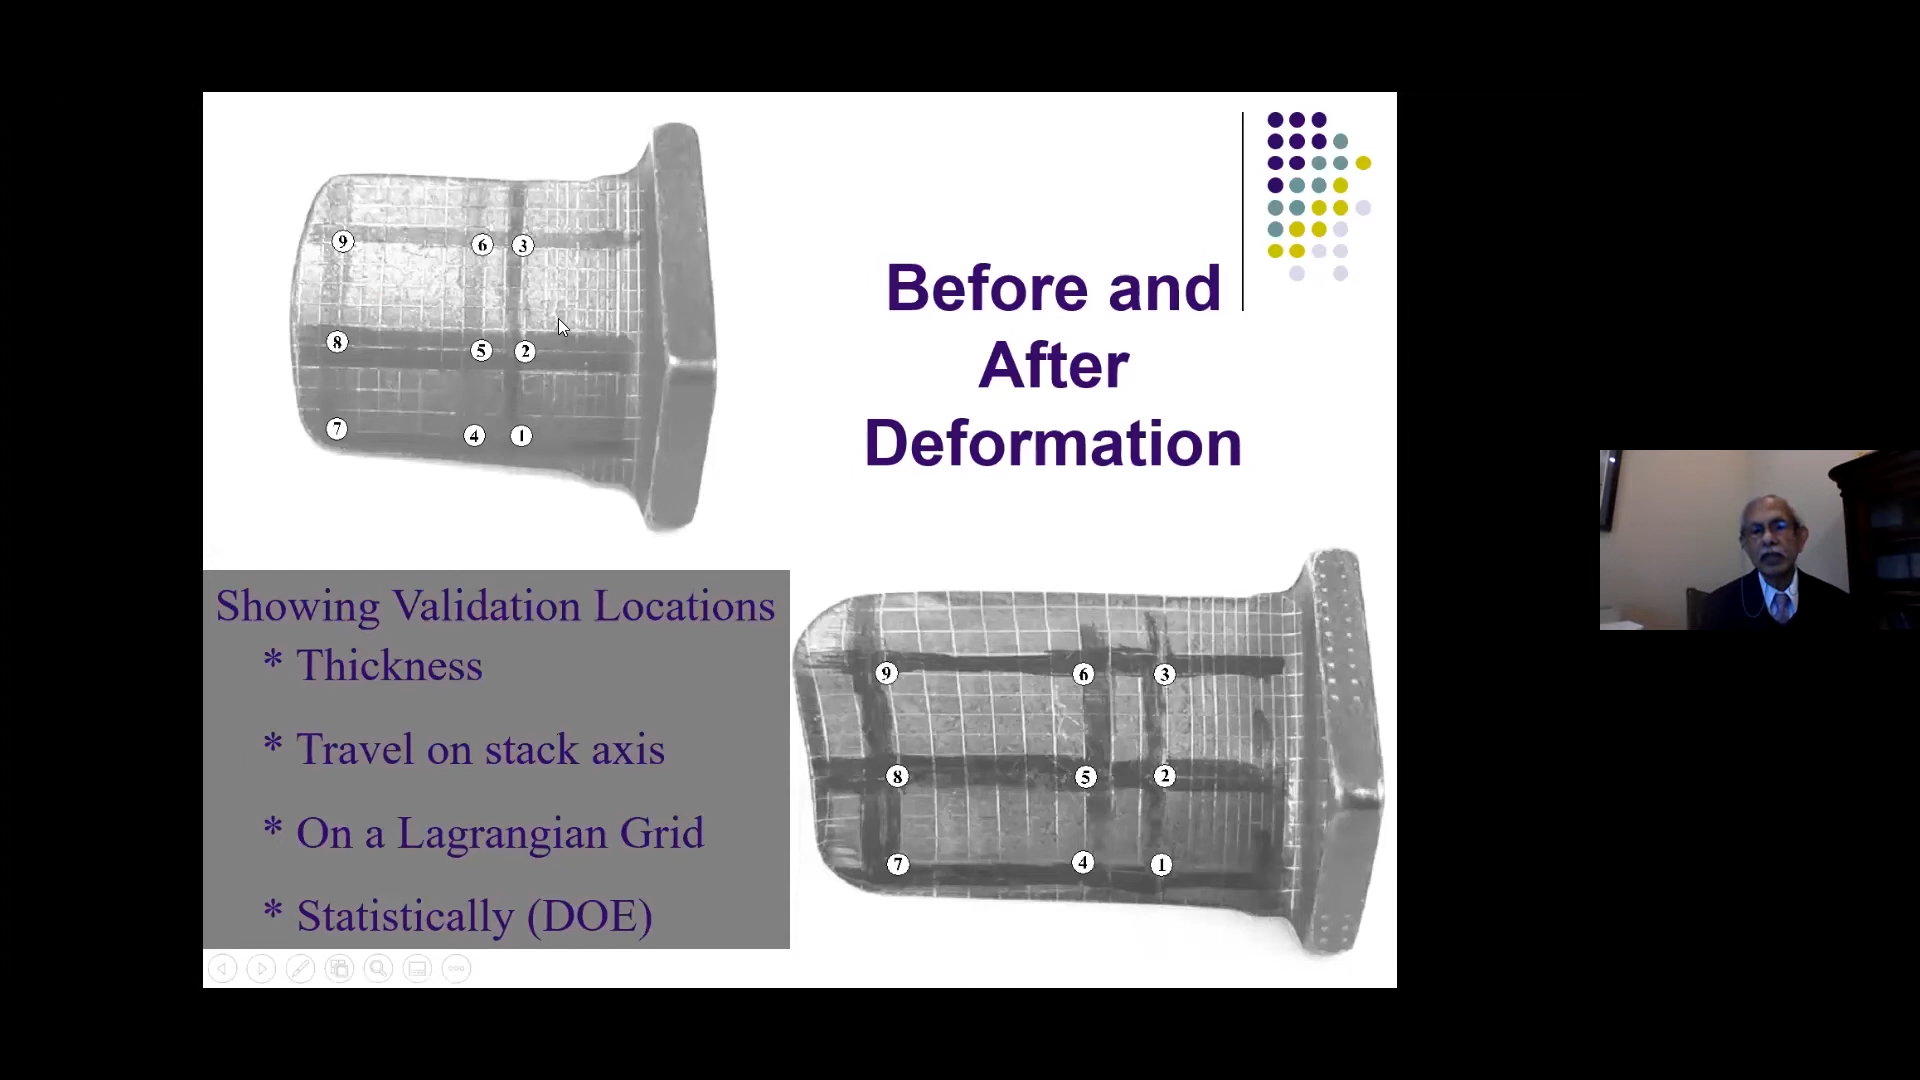 Before and
After
Deformation
9
6
3
8
5
2
7
4
1
Showing Validation Locations
* Thickness
* Travel on stack axis
* On a Lagrangian Grid
* Statistically (DOE)
9
6
3
8
5
2
7
4
1